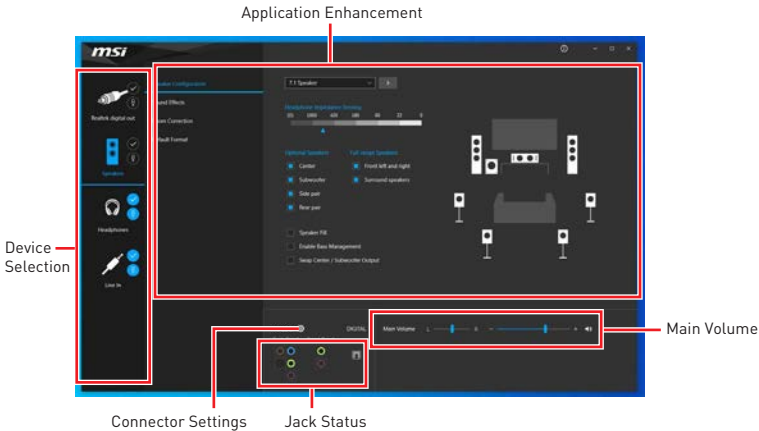 Application Enhancement
msi
Speaker Configuration
7.1 Speaker
Realtek digital out
Sound Effects
Room Correction
Default Format
Optional Speakers
Full-range Speakers
Center
Front left and right
Subwoofer
Surround speakers
Side pair
Rear pair
Speakers
Headphones
Speaker Fill
Enable Bass Management
Swap Center / Subwoofer Output
Device
Selection
Line In
DIGITAL
Main Volume
L
R
Main Volume
Connector Settings
Jack Status